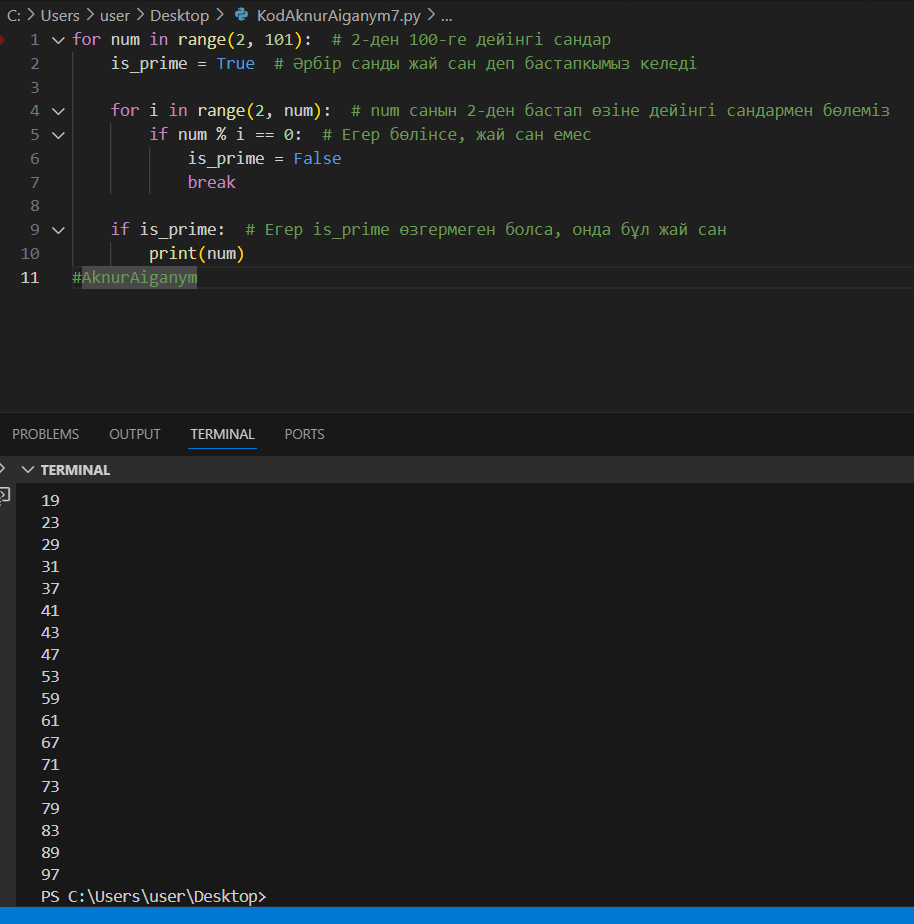 C: > Users > user > Desktop > KodAknurAiganym7.py > ...
1 for num in range(2, 101):  # 2-ден 100-ге дейінгі сандар
2     is_prime = True  # Әрбір санды жай сан деп бастапкымыз келеді
3
4     for i in range(2, num):  # num санын 2-ден бастап өзіне дейінгі сандармен бөлеміз
5         if num % i == 0:  # Егер бөлінсе, жай сан емес
6             is_prime = False
7             break
8
9     if is_prime:  # Егер is_prime өзгермеген болса, онда бұл жай сан
10         print(num)
11 #AknurAiganym
PROBLEMS OUTPUT TERMINAL PORTS
TERMINAL
19
23
29
31
37
41
43
47
53
59
61
67
71
73
79
83
89
97
PS C:\Users\user\Desktop>